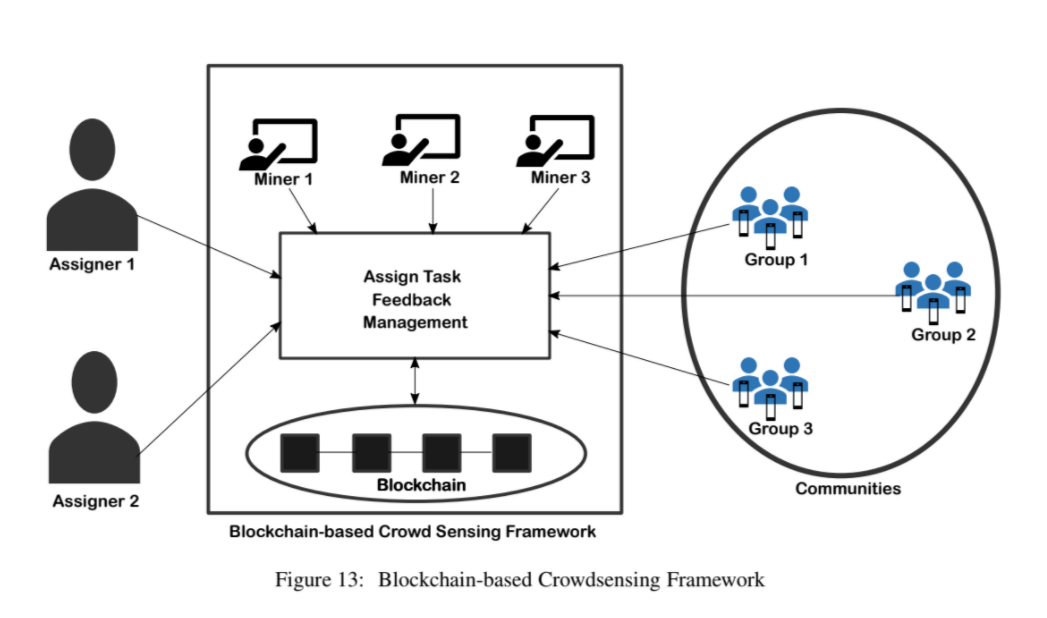 Miner 1
Miner 2
Miner 3
Assigner 1
Assign Task
Feedback
Management
Group 1
Group 2
Group 3
Assigner 2
Blockchain
Communities
Blockchain-based Crowd Sensing Framework
Figure 13: Blockchain-based Crowdsensing Framework